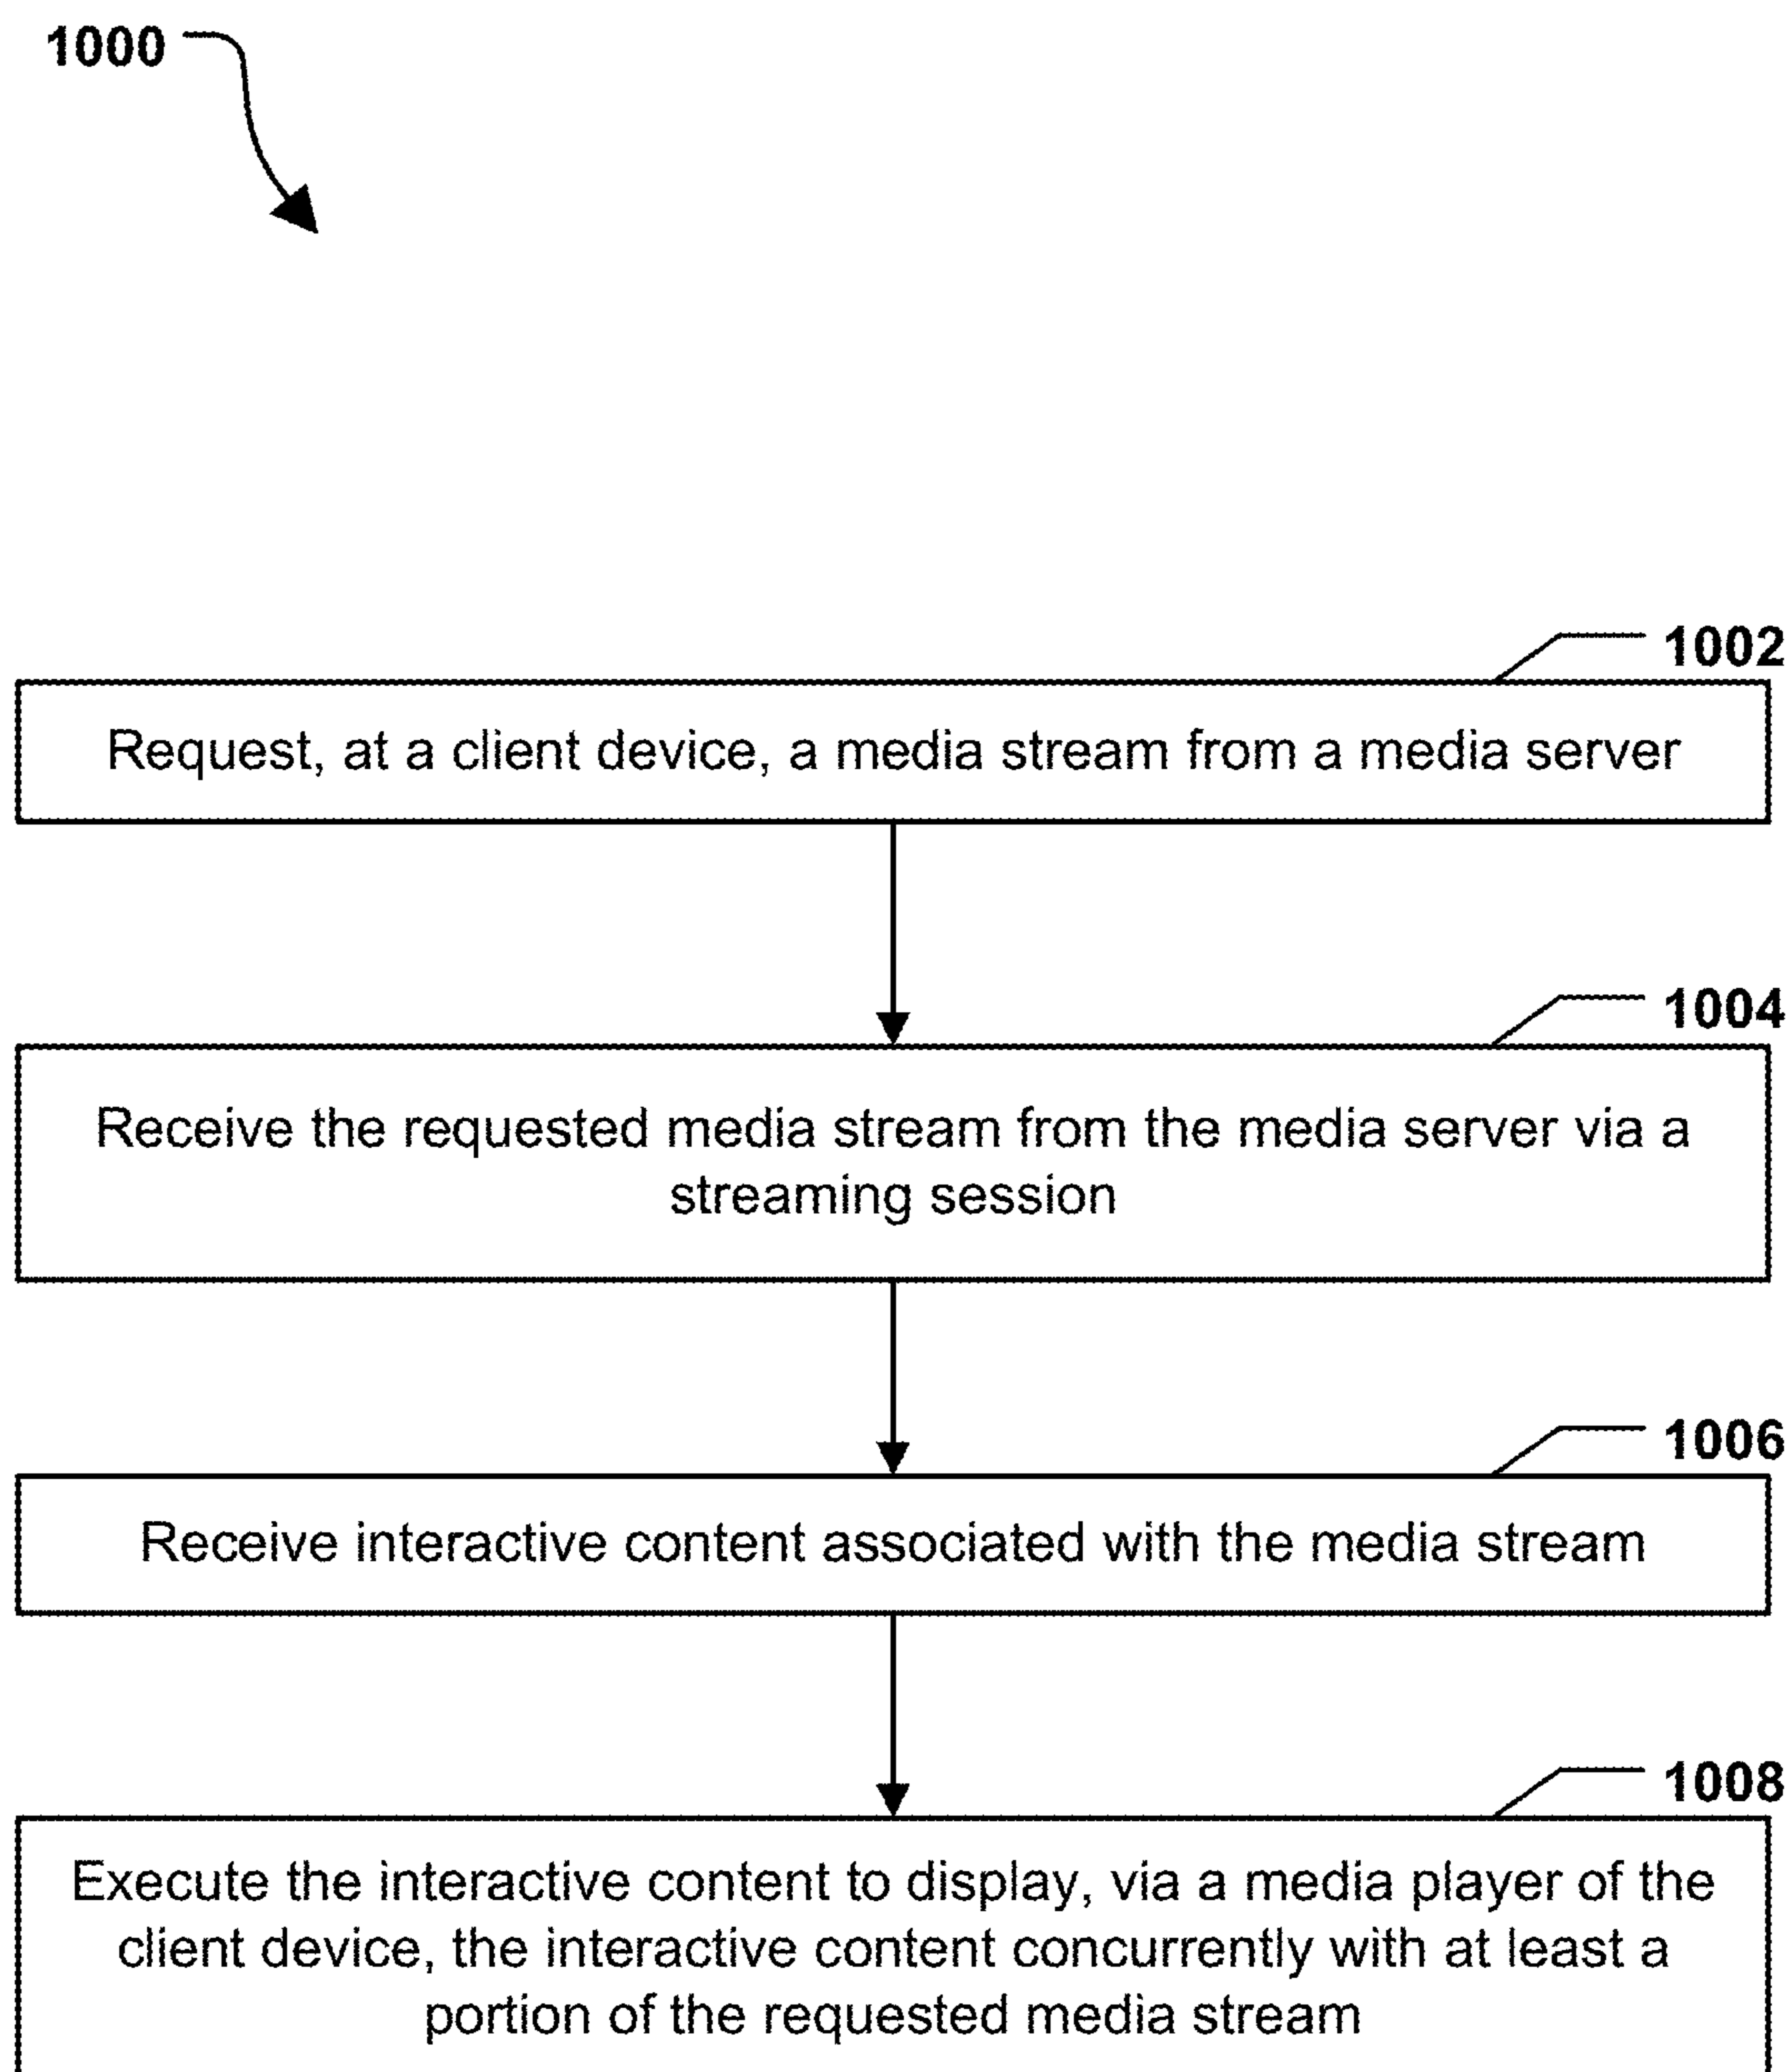 1000
1002
Request, at a client device, a media stream from a media server
1004
Receive the requested media stream from the media server via a
streaming session
1006
Receive interactive content associated with the media stream
1008
Execute the interactive content to display, via a media player of the
client device, the interactive content concurrently with at least a
portion of the requested media stream